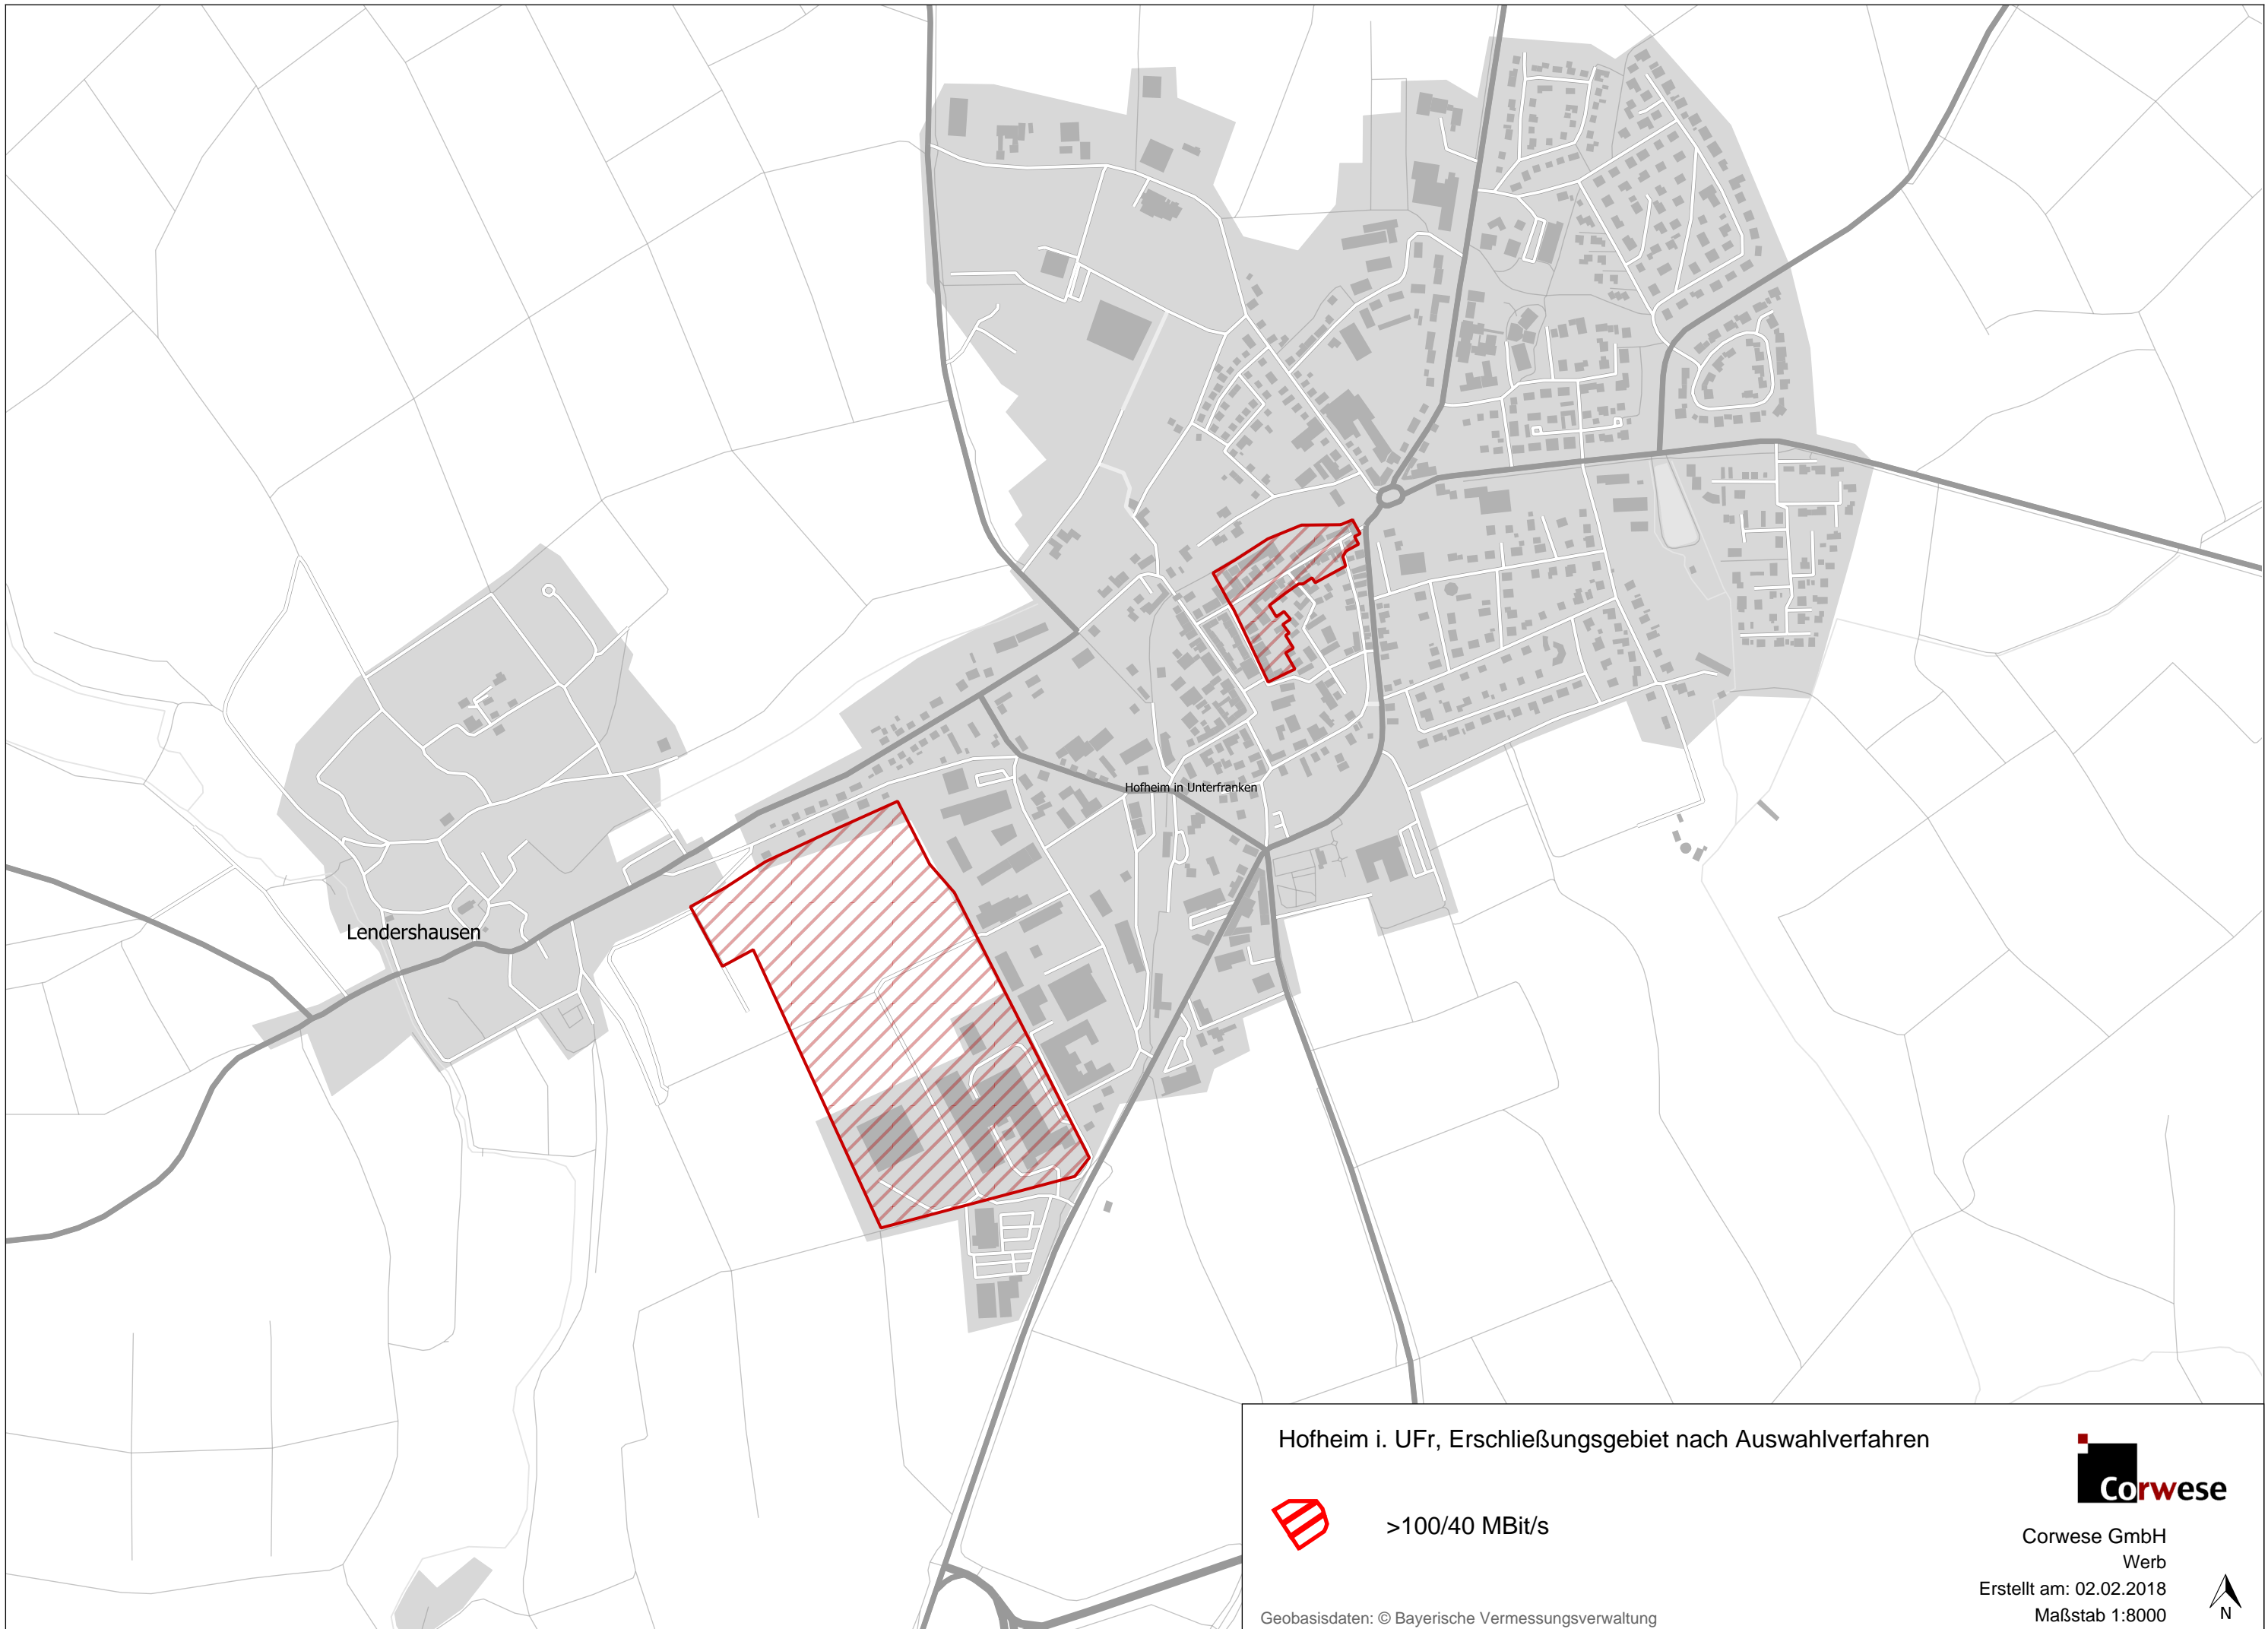 Hofheim in Unterfranken
Lendershausen
Hofheim i. UFr, Erschließungsgebiet nach Auswahlverfahren
>100/40 MBit/s
Corwese
Corwese GmbH
Werb
Erstellt am: 02.02.2018
Maßstab 1:8000
N
Geobasisdaten: © Bayerische Vermessungsverwaltung